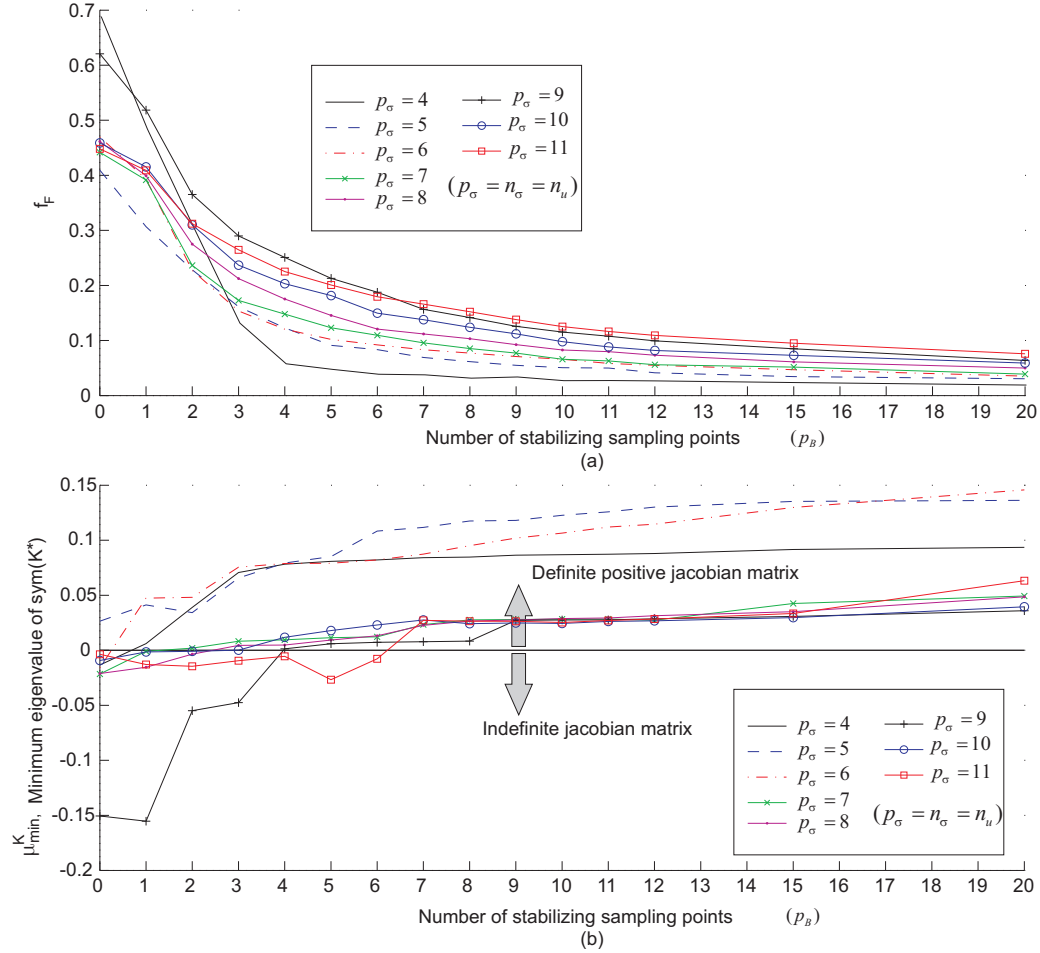 0.7
0.6
0.5
0.4
0.3
0.2
0.1
0
f_F
p_σ = 4
p_σ = 5
p_σ = 6
p_σ = 7
p_σ = 8
p_σ = 9
p_σ = 10
p_σ = 11
(p_σ = n_σ = n_u)
0 1 2 3 4 5 6 7 8 9 10 11 12 13 14 15 16 17 18 19 20
Number of stabilizing sampling points (p_B)
(a)
0.15
0.1
0.05
0
-0.05
-0.1
-0.15
-0.2
μ^K_min, Minimum eigenvalue of sym(K*)
Definite positive jacobian matrix
Indefinite jacobian matrix
p_σ = 4
p_σ = 5
p_σ = 6
p_σ = 7
p_σ = 8
p_σ = 9
p_σ = 10
p_σ = 11
(p_σ = n_σ = n_u)
0 1 2 3 4 5 6 7 8 9 10 11 12 13 14 15 16 17 18 19 20
Number of stabilizing sampling points (p_B)
(b)